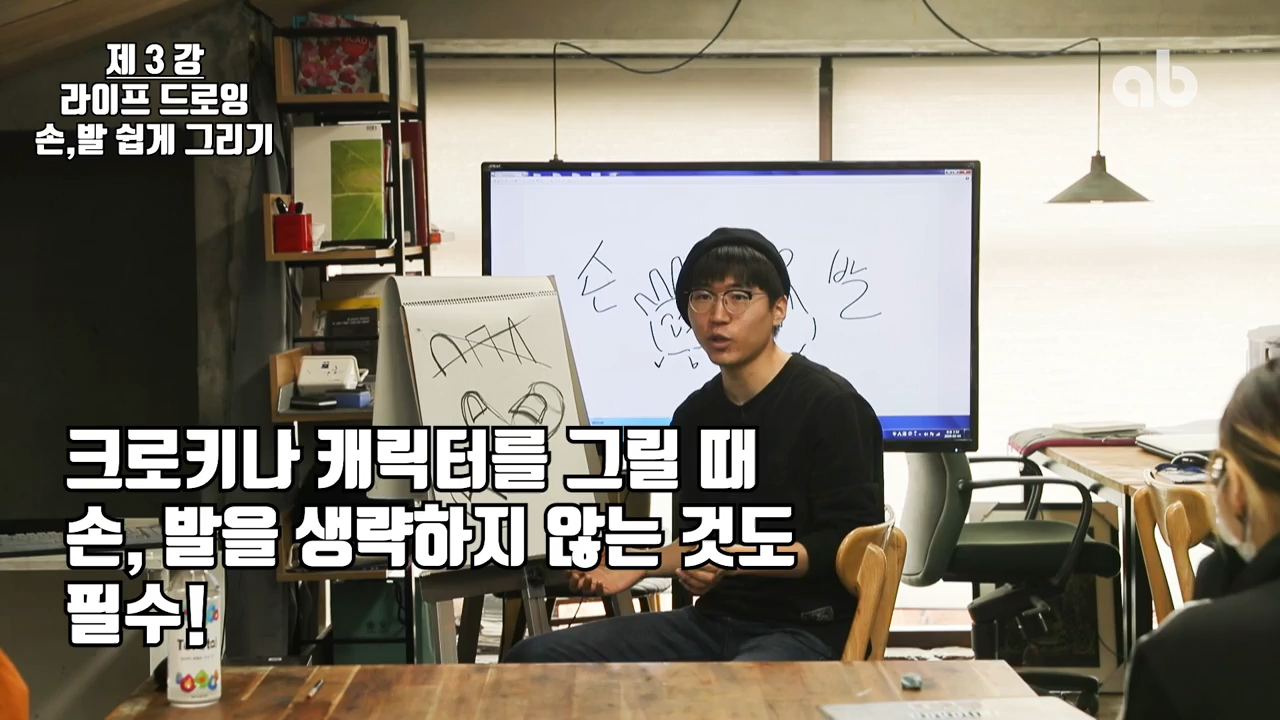 제 3 강
라이프 드로잉
손,발 쉽게 그리기
ab
손
발
크로키나 캐릭터를 그릴 때
손, 발을 생략하지 않는 것도
필수!